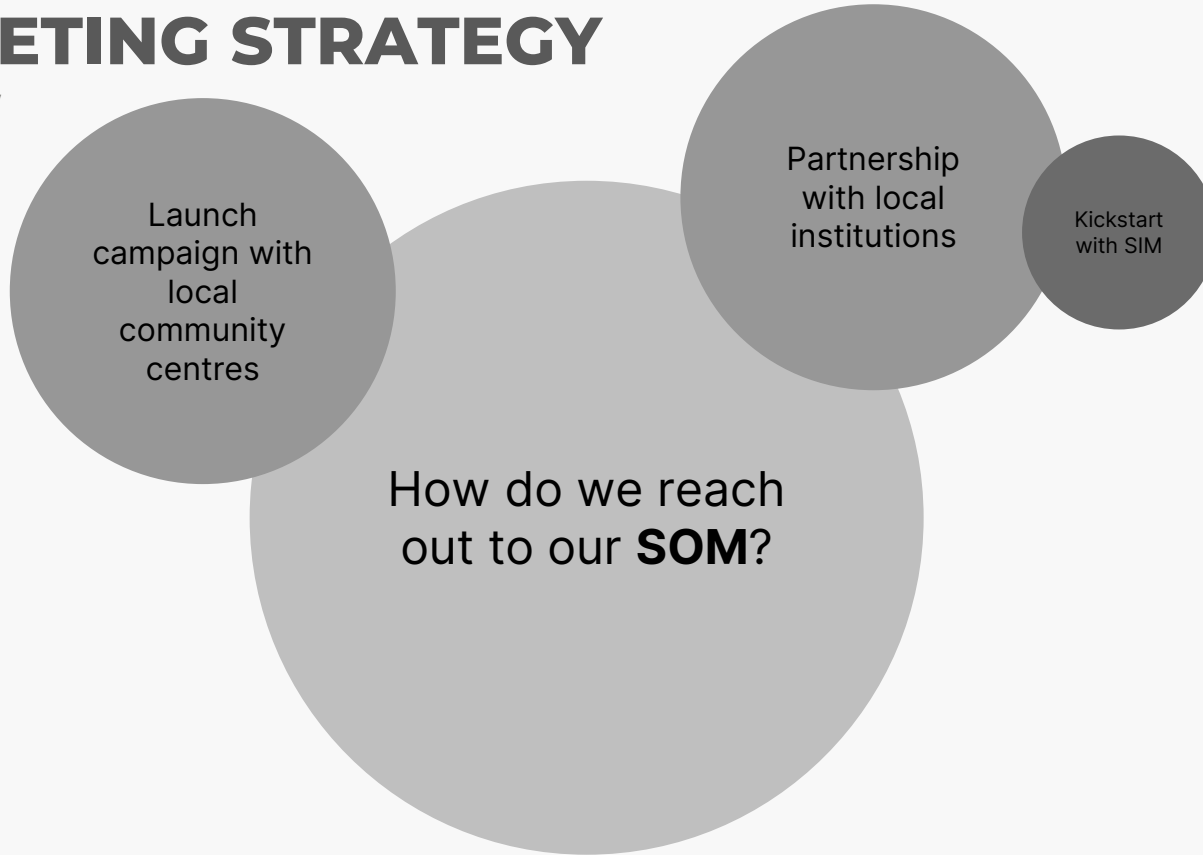 ETING STRATEGY
Launch
campaign with
local
community
centres
Partnership
with local
institutions
Kickstart
with SIM
How do we reach
out to our SOM?